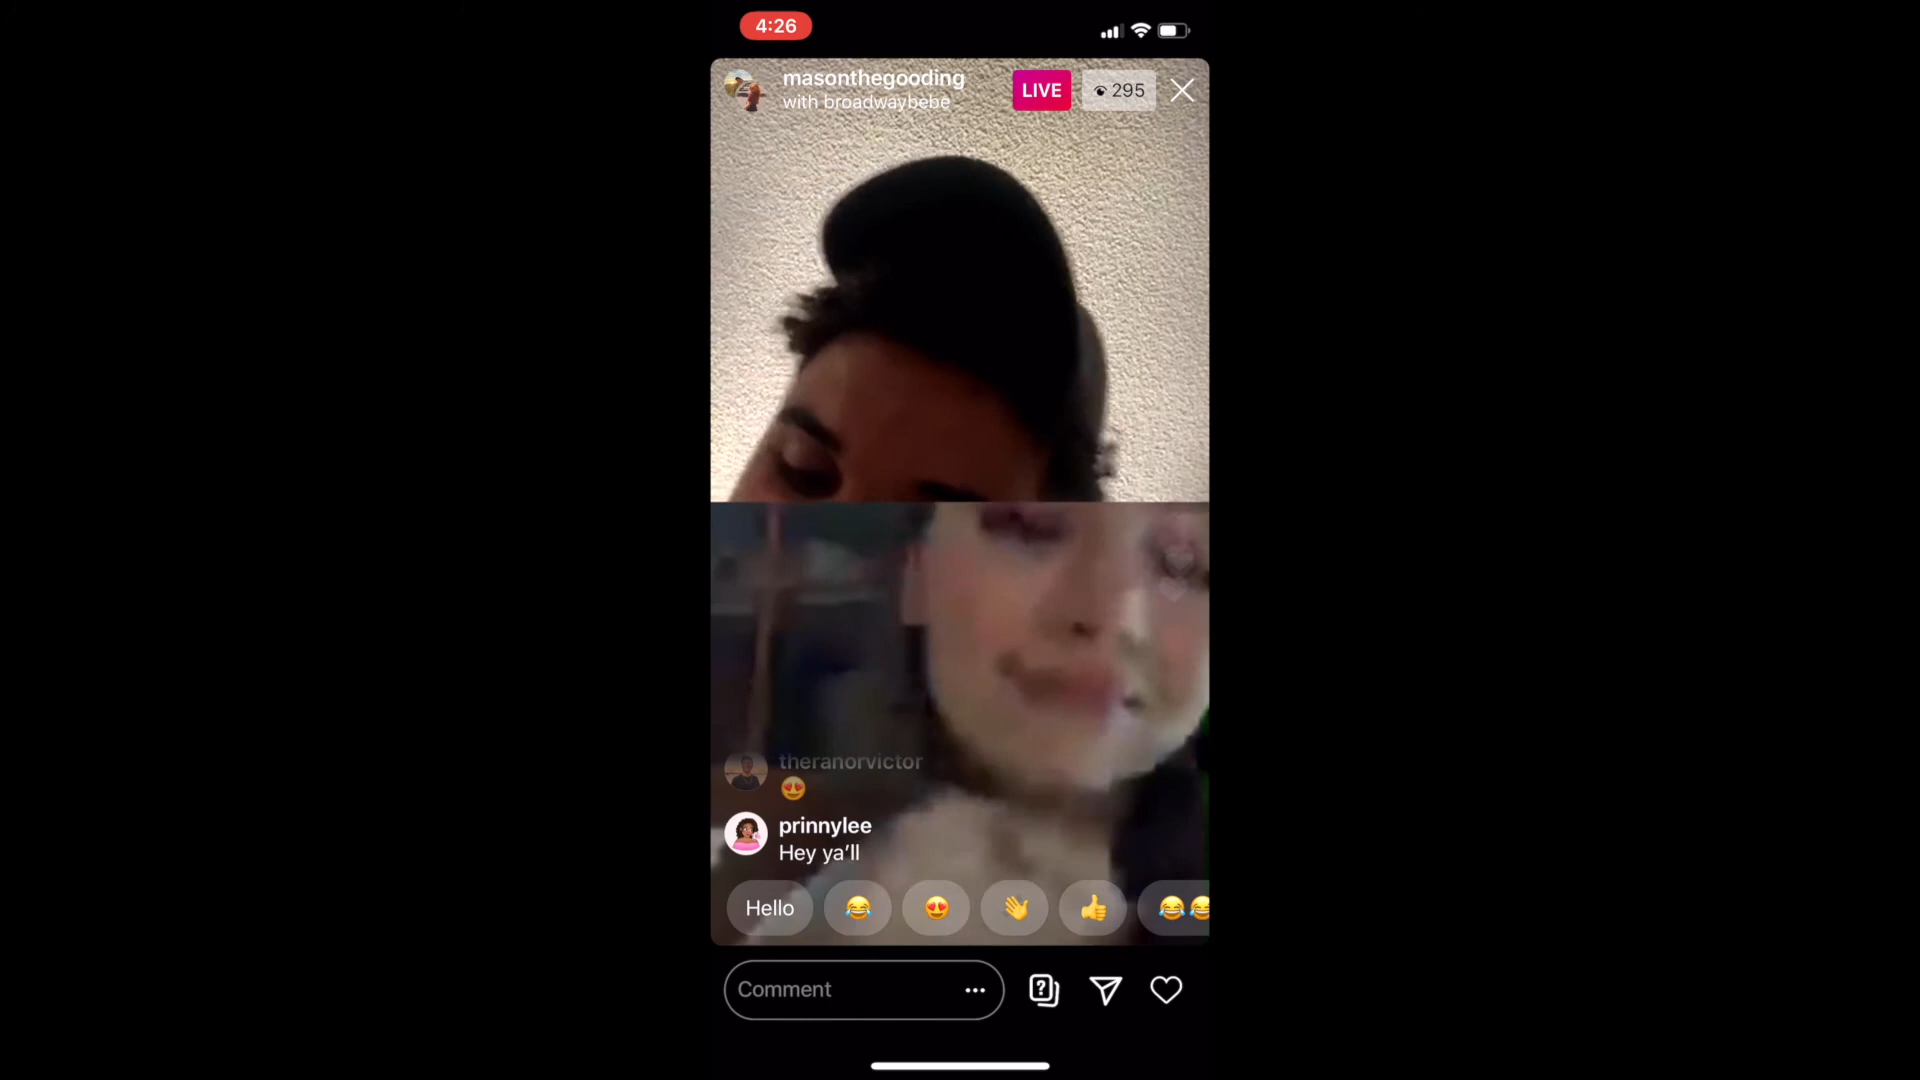 4:26
masonthegooding
with broadwaybebe
LIVE
295
theranorvictor
😍
prinnylee
Hey ya’ll
Hello 😂 😍 👋 👍 😂😂
Comment